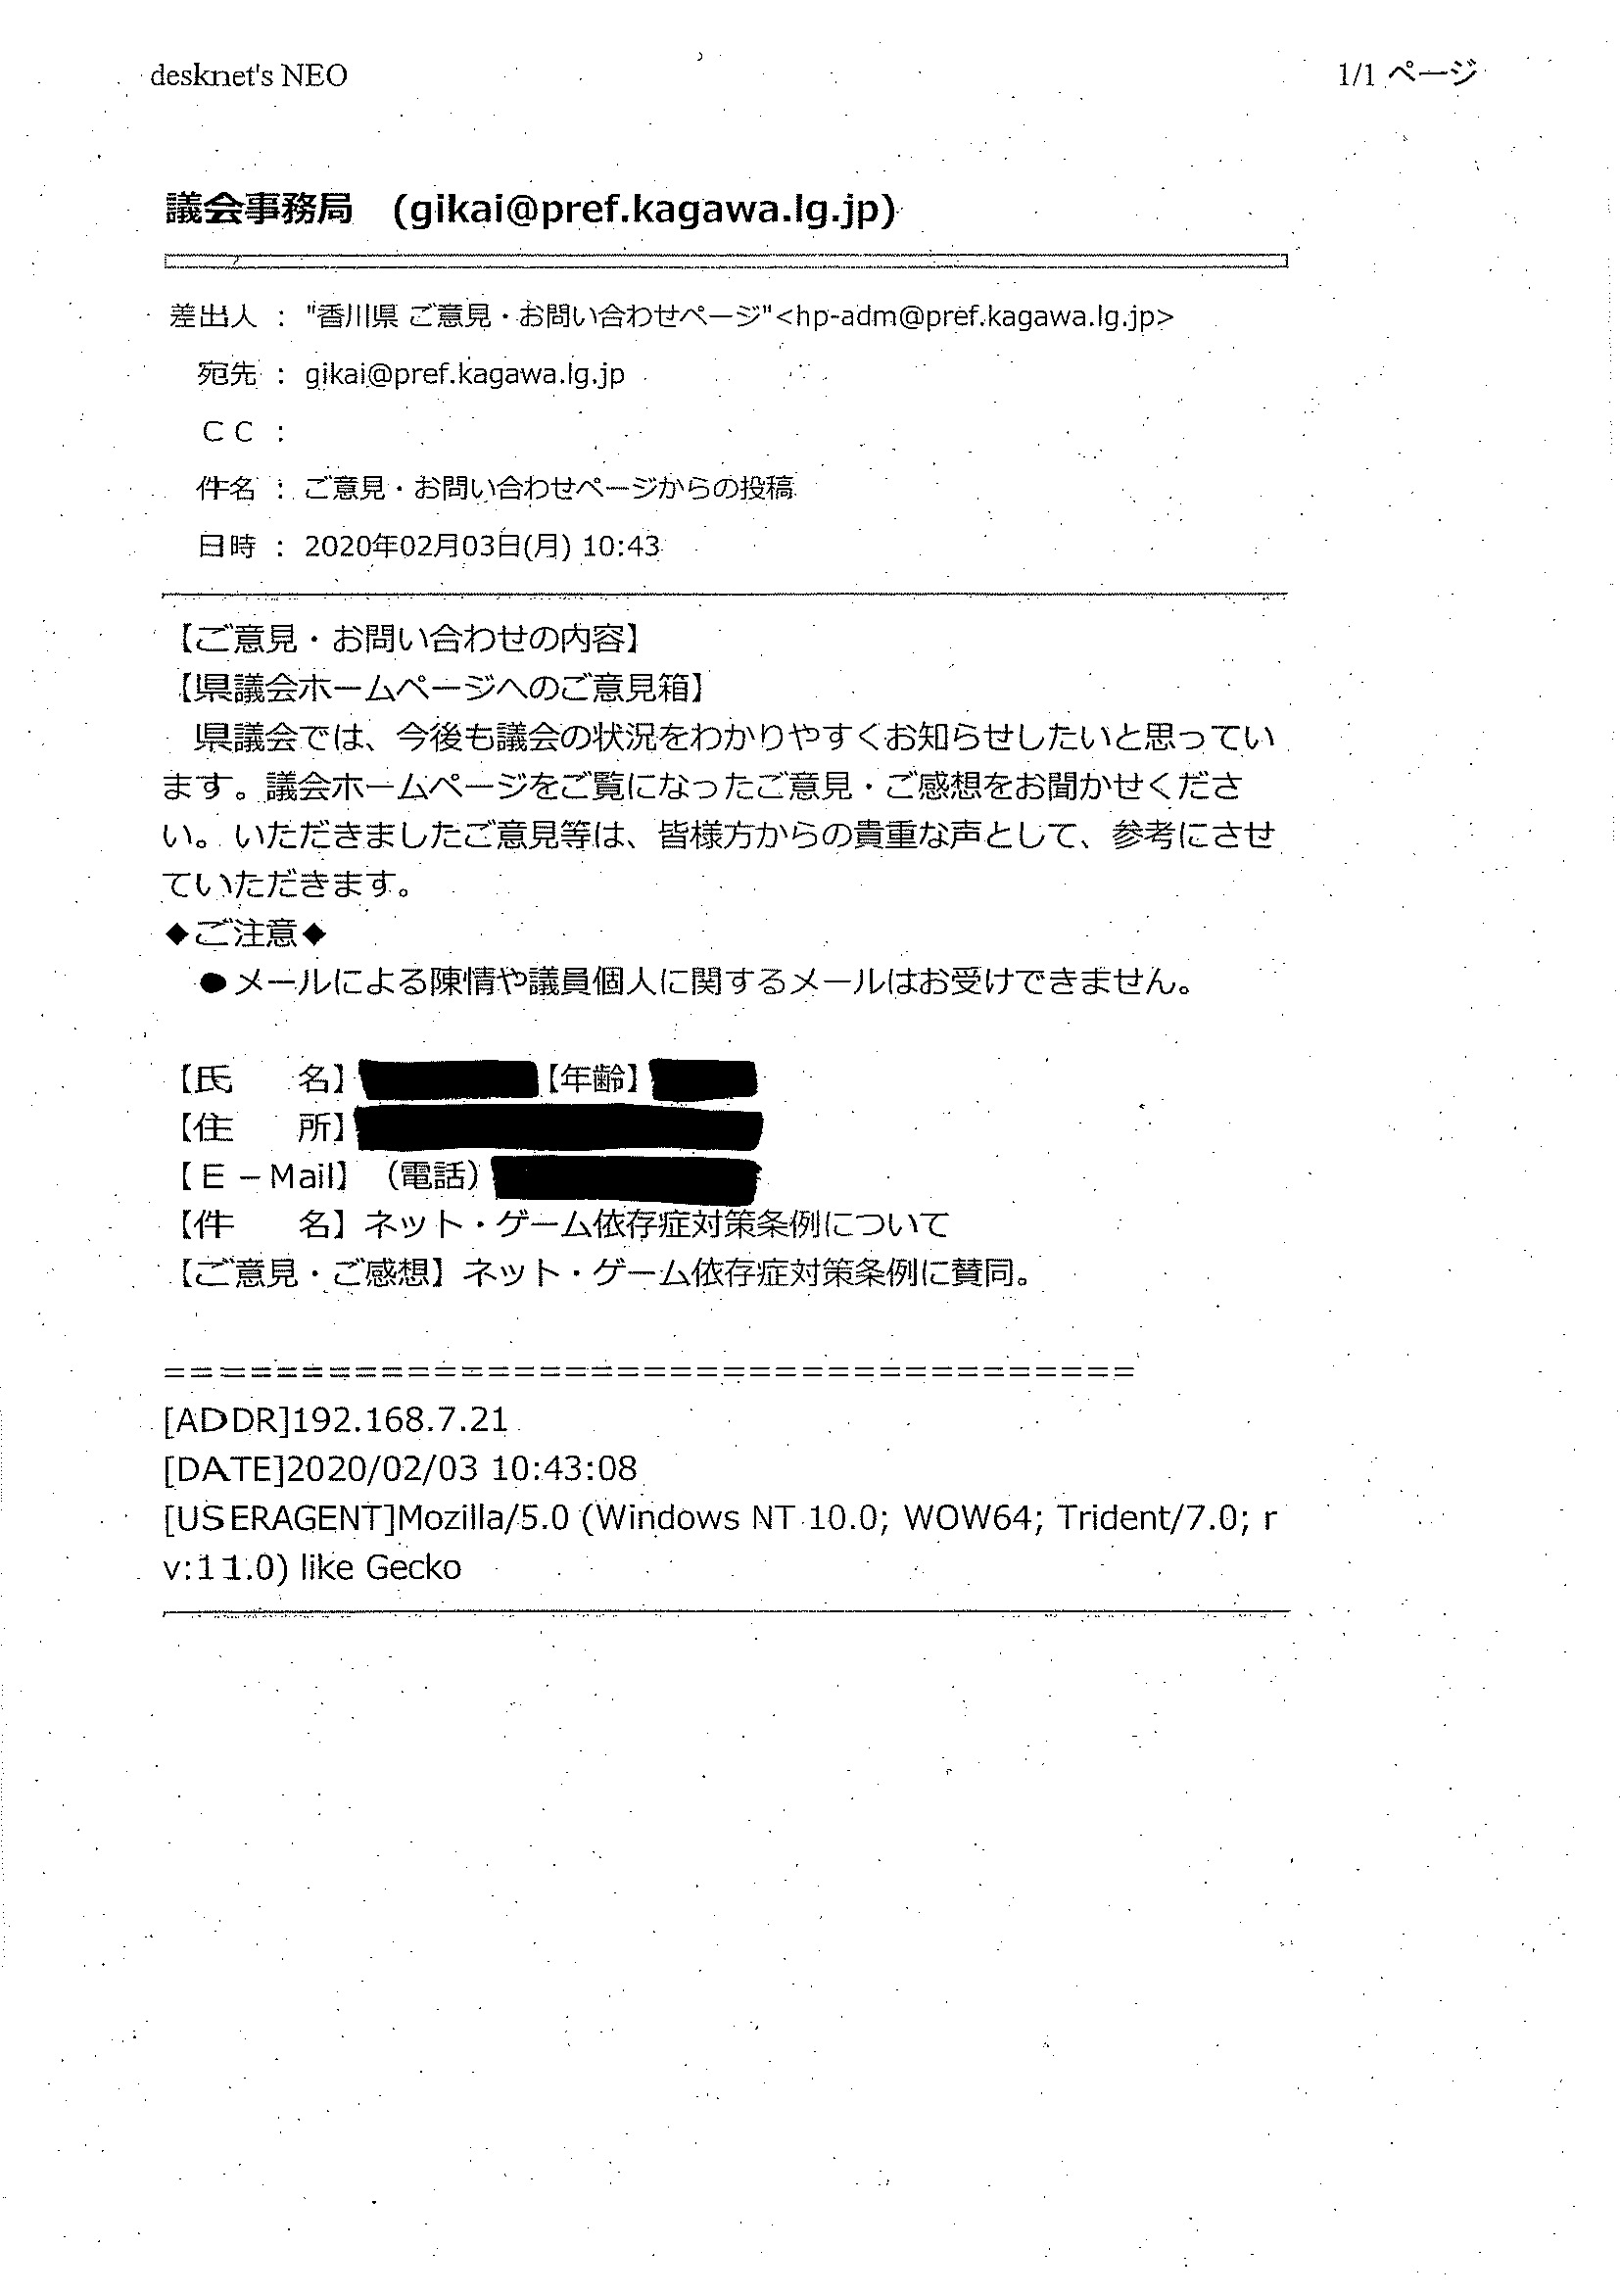 desknet's NEO
1/1 ページ
議会事務局　(gikai@pref.kagawa.lg.jp)
差出人 : "香川県 ご意見・お問い合わせページ"<hp-adm@pref.kagawa.lg.jp>
宛先 : gikai@pref.kagawa.lg.jp
ＣＣ :
件名 : ご意見・お問い合わせページからの投稿
日時 : 2020年02月03日(月) 10:43
【ご意見・お問い合わせの内容】
【県議会ホームページへのご意見箱】
　県議会では、今後も議会の状況をわかりやすくお知らせしたいと思ってい
ます。議会ホームページをご覧になったご意見・ご感想をお聞かせくださ
い。いただきましたご意見等は、皆様方からの貴重な声として、参考にさせ
ていただきます。
◆ご注意◆
　●メールによる陳情や議員個人に関するメールはお受けできません。
【氏　　名】【年齢】
【住　　所】
【Ｅ－Mail】（電話）
【件　　名】ネット・ゲーム依存症対策条例について
【ご意見・ご感想】ネット・ゲーム依存症対策条例に賛同。
=====================================
[ADDR]192.168.7.21
[DATE]2020/02/03 10:43:08
[USERAGENT]Mozilla/5.0 (Windows NT 10.0; WOW64; Trident/7.0; r
v:11.0) like Gecko